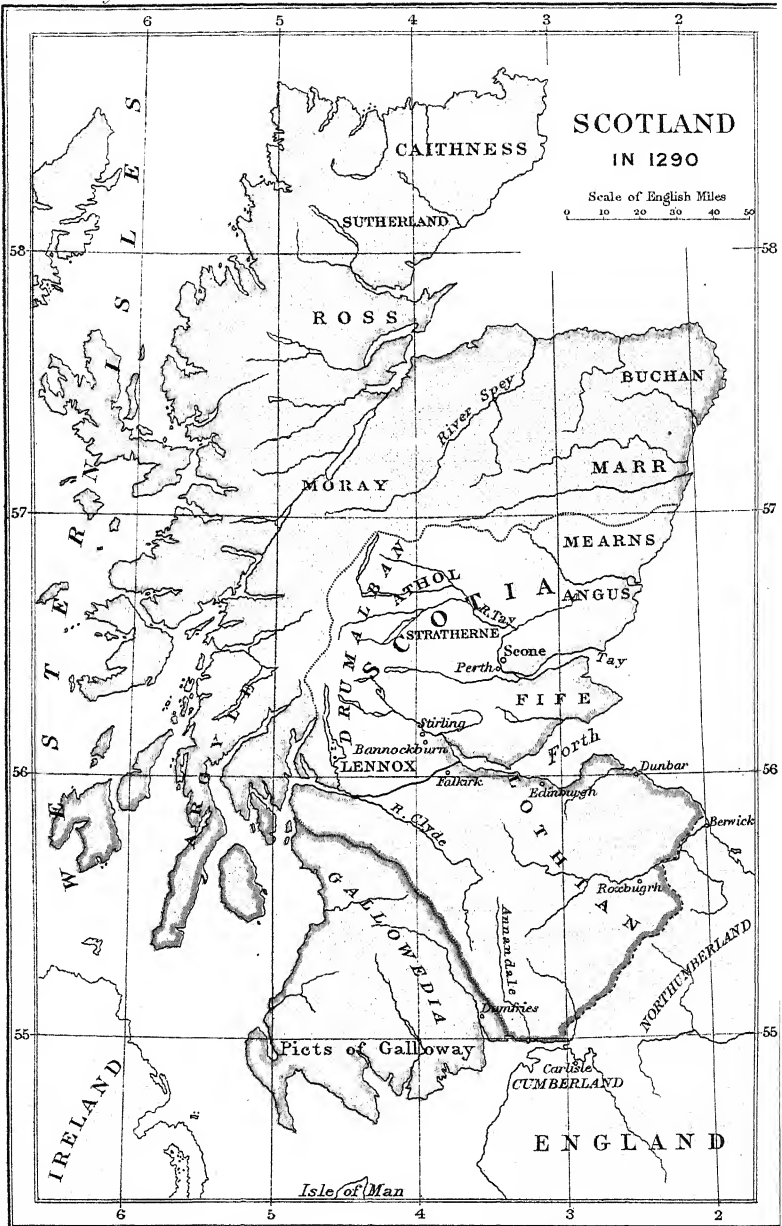 6 5 4 3 2
SCOTLAND
IN 1290
Scale of English Miles
0 10 20 30 40 50
CAITHNESS
SUTHERLAND
58 58
ROSS
WESTERN ISLES
BUCHAN
River Spey
MARR
MORAY
57 57
MEARNS
DRUMALBAN
ATHOL
SCOTIA
ANGUS
R. Tay
STRATHERNE
Scone
Perth
Tay
FIFE
ARGYLE
Stirling
Bannockburn
Forth
LENNOX
Dunbar
56 56
Falkirk
Edinburgh
LOTHIAN
R. Clyde
Berwick
Roxbugrh
GALLOWEDIA
Annandale
NORTHUMBERLAND
Dumfries
55 55
Picts of Galloway
Carlisle
CUMBERLAND
IRELAND
ENGLAND
Isle of Man
6 5 4 3 2